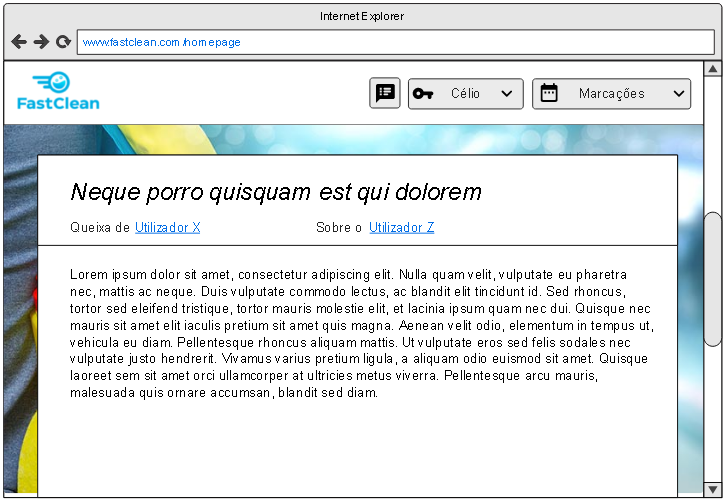 Internet Explorer
www.fastclean.com/homepage
FastClean
Célio
Marcações
Neque porro quisquam est qui dolorem
Queixa de Utilizador X
Sobre o Utilizador Z
Lorem ipsum dolor sit amet, consectetur adipiscing elit. Nulla quam velit, vulputate eu pharetra
nec, mattis ac neque. Duis vulputate commodo lectus, ac blandit elit tincidunt id. Sed rhoncus,
tortor sed eleifend tristique, tortor mauris molestie elit, et lacinia ipsum quam nec dui. Quisque nec
mauris sit amet elit iaculis pretium sit amet quis magna. Aenean velit odio, elementum in tempus ut,
vehicula eu diam. Pellentesque rhoncus aliquam mattis. Ut vulputate eros sed felis sodales nec
vulputate justo hendrerit. Vivamus varius pretium ligula, a aliquam odio euismod sit amet. Quisque
laoreet sem sit amet orci ullamcorper at ultricies metus viverra. Pellentesque arcu mauris,
malesuada quis ornare accumsan, blandit sed diam.